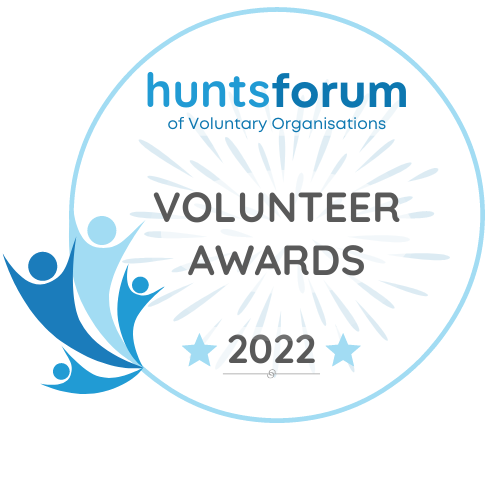 huntsforum
of Voluntary Organisations
VOLUNTEER
AWARDS
2022